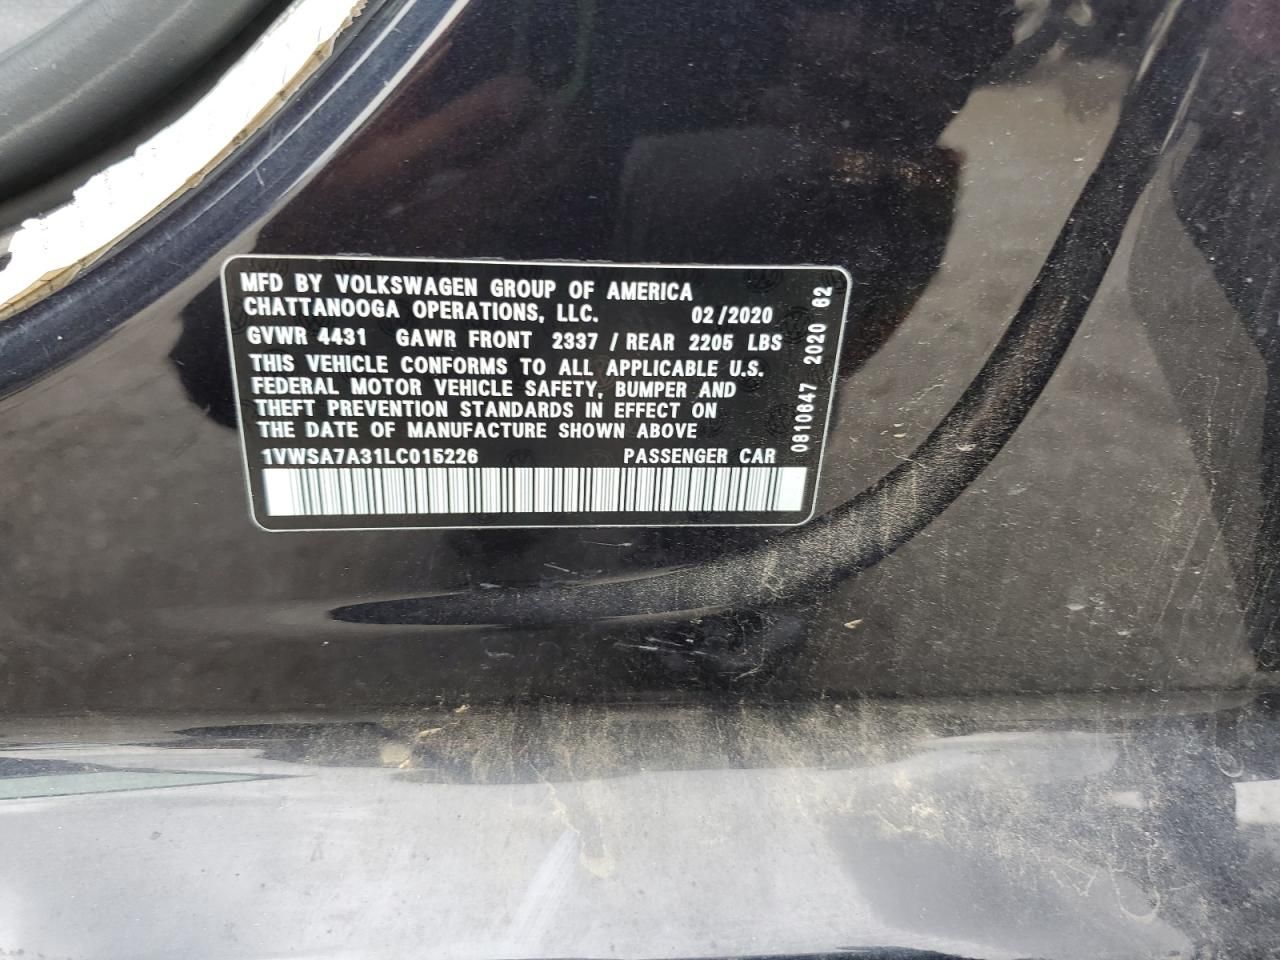 MFD BY VOLKSWAGEN GROUP OF AMERICA
CHATTANOOGA OPERATIONS, LLC. 02/2020
GVWR 4431 GAWR FRONT 2337 / REAR 2205 LBS
THIS VEHICLE CONFORMS TO ALL APPLICABLE U.S.
FEDERAL MOTOR VEHICLE SAFETY, BUMPER AND
THEFT PREVENTION STANDARDS IN EFFECT ON
THE DATE OF MANUFACTURE SHOWN ABOVE
1VWSA7A31LC015226 PASSENGER CAR
0810847 2020 62